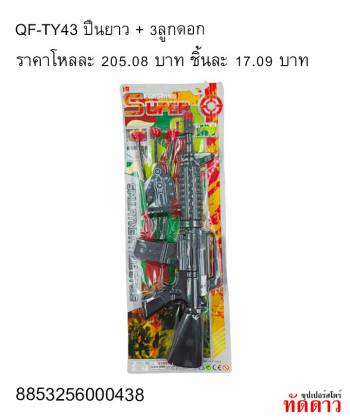 QF-TY43 ปืนยาว + 3ลูกดอก
ราคาโหลละ 205.08 บาท ชิ้นละ 17.09 บาท
SUPER
8853256000438
ซุปเปอร์สโตร์
ทัดดาว